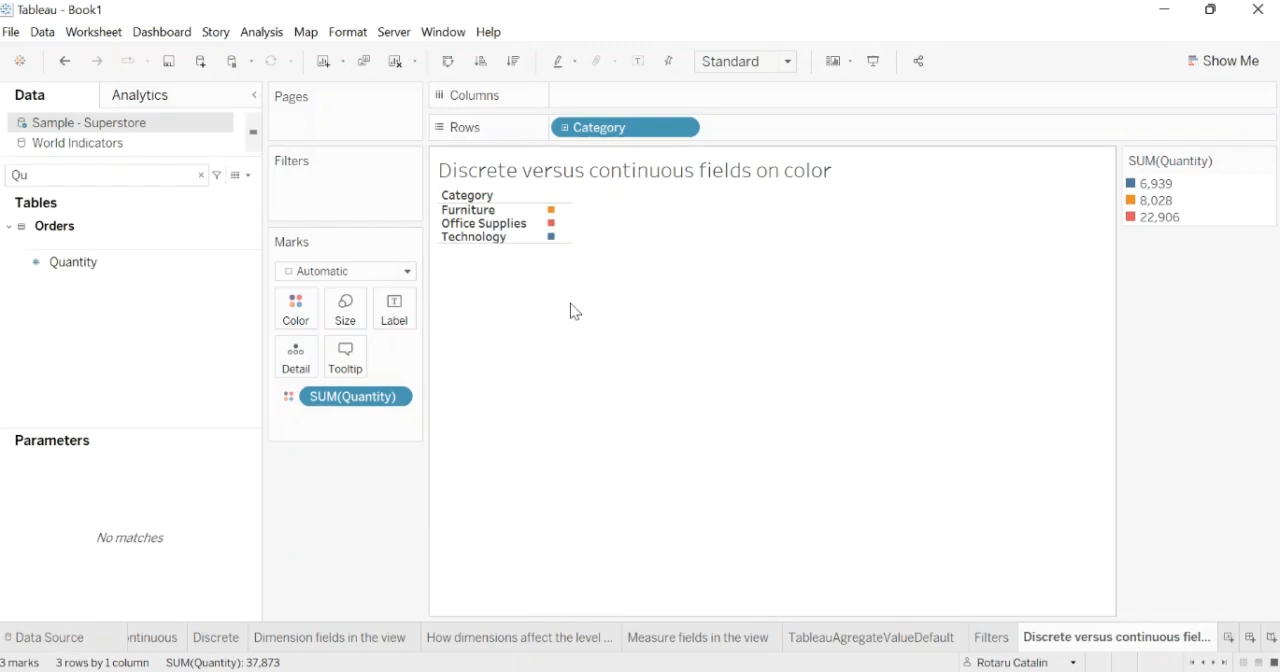 Tableau - Book1
File Data Worksheet Dashboard Story Analysis Map Format Server Window Help
Standard
Show Me
Data
Analytics
Sample - Superstore
World Indicators
Qu
Tables
Orders
Quantity
Parameters
No matches
Pages
Filters
Marks
Automatic
Color
Size
Label
Detail
Tooltip
SUM(Quantity)
Columns
Rows
Category
Discrete versus continuous fields on color
Category
Furniture
Office Supplies
Technology
SUM(Quantity)
6,939
8,028
22,906
Data Source
ntinuous
Discrete
Dimension fields in the view
How dimensions affect the level ...
Measure fields in the view
TableauAgregateValueDefault
Filters
Discrete versus continuous fiel...
3 marks 3 rows by 1 column SUM(Quantity): 37,873
Rotaru Catalin